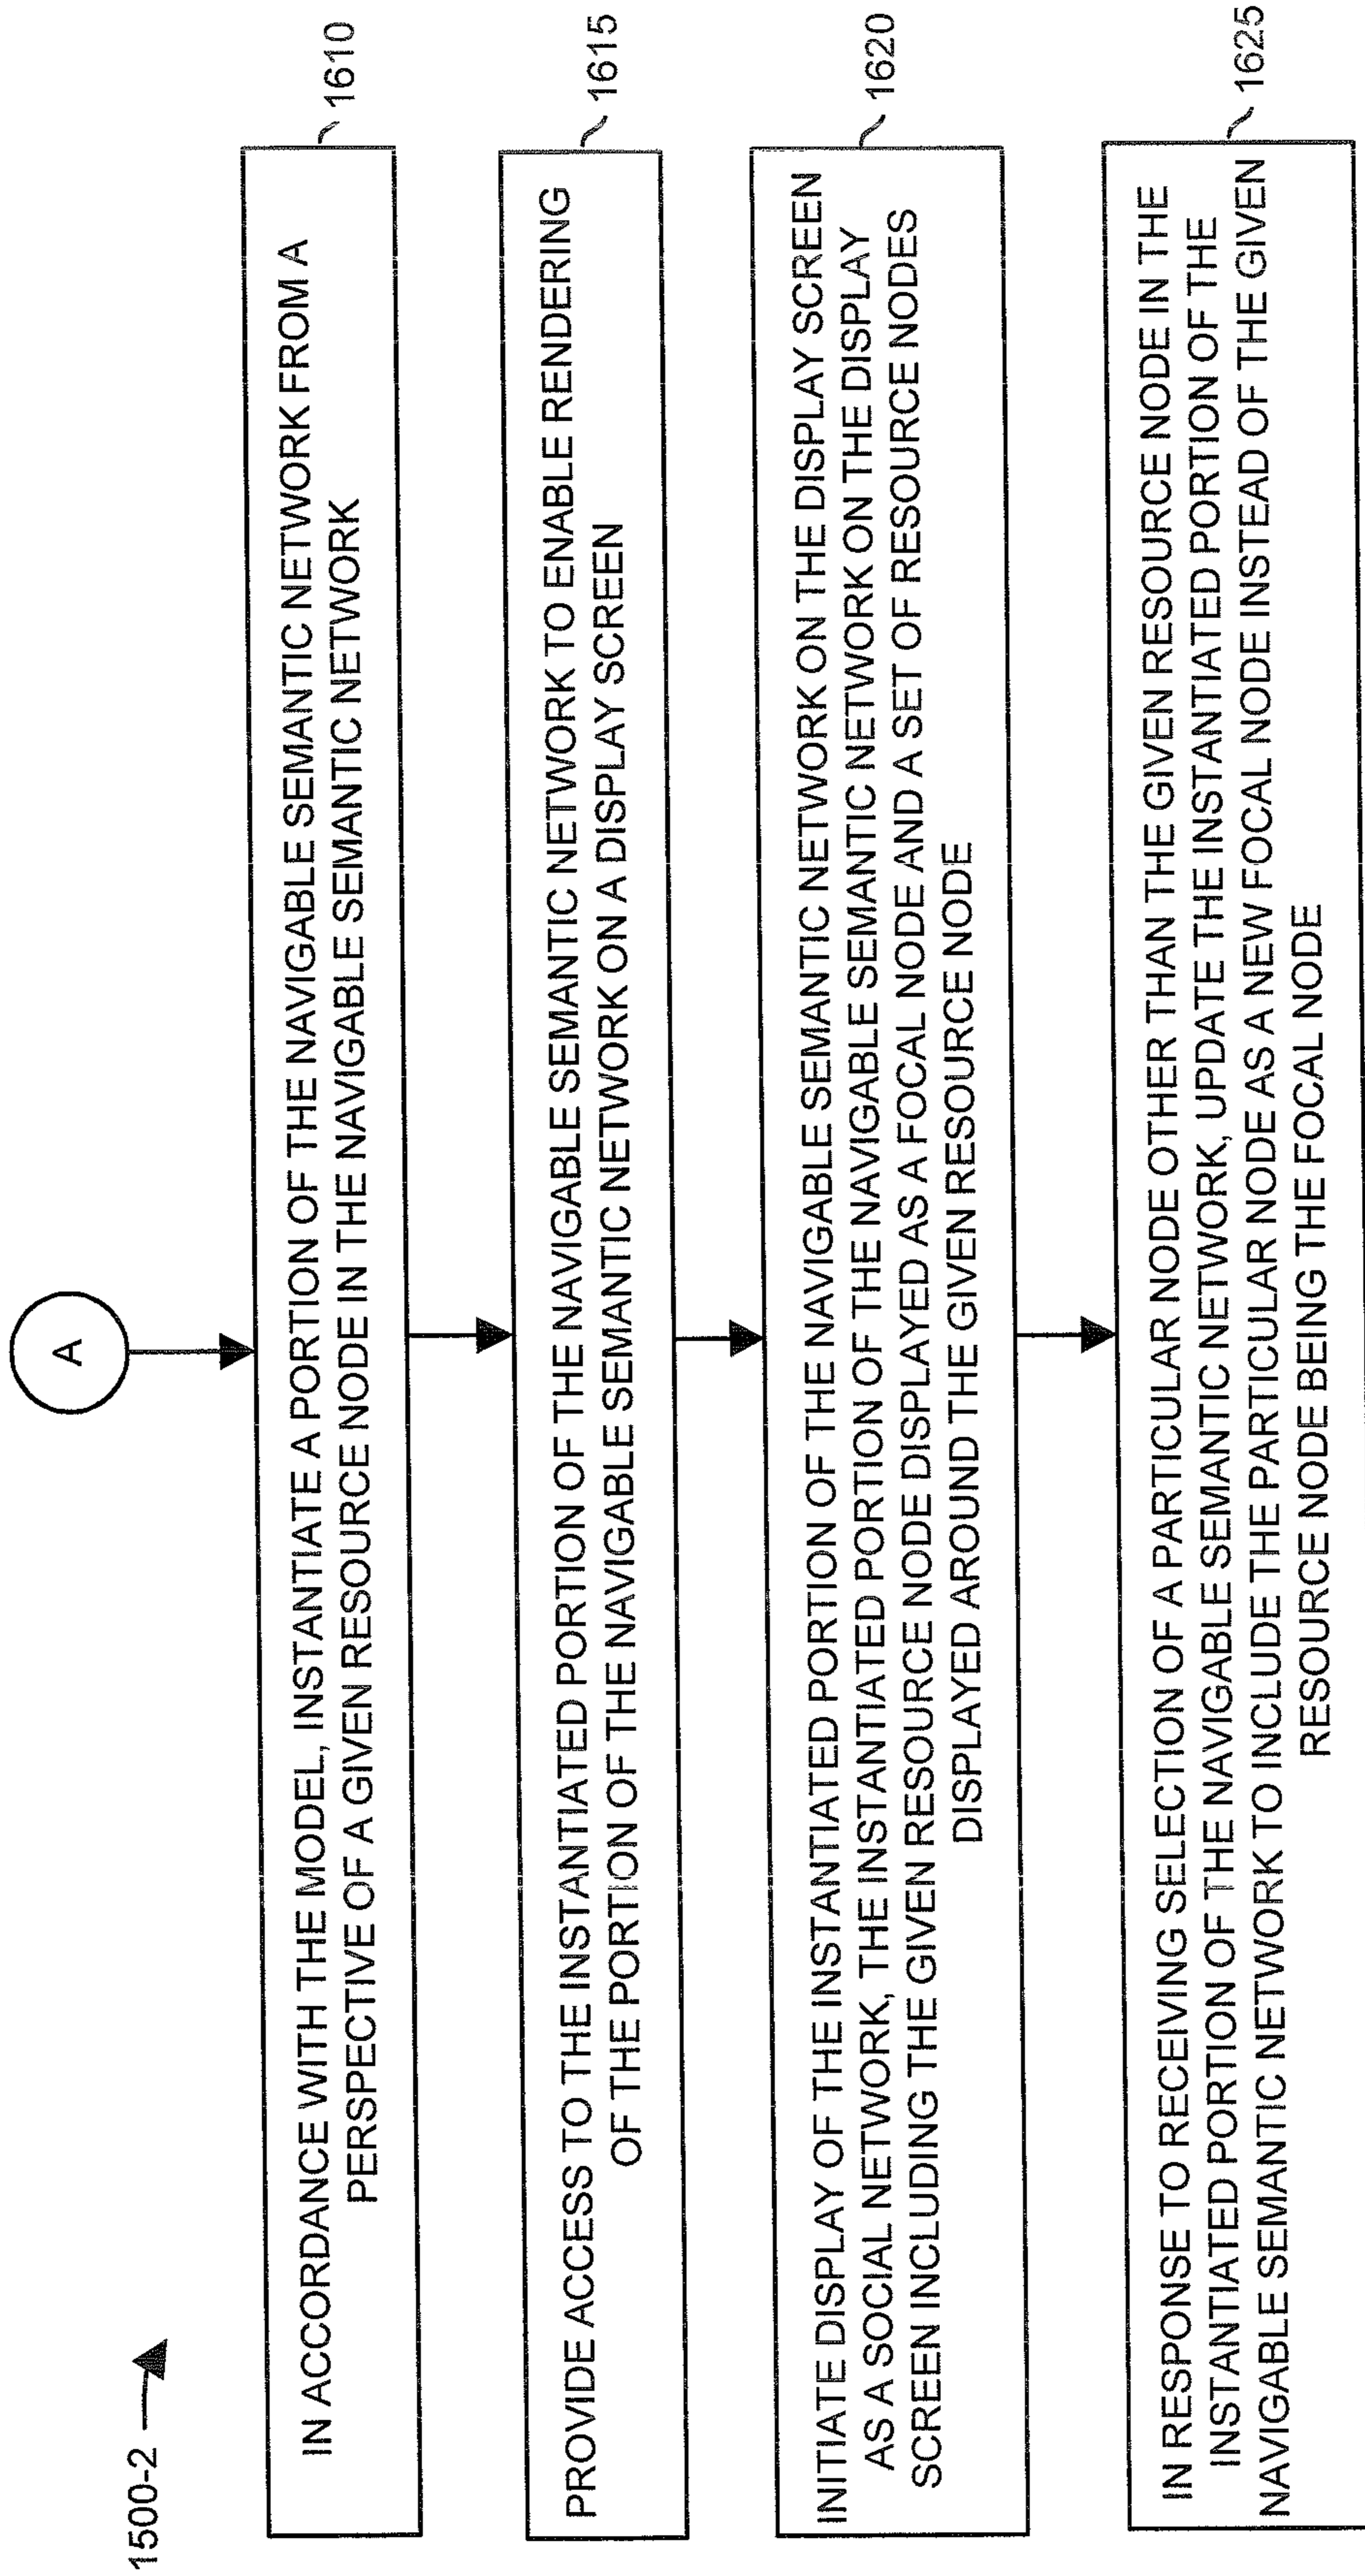 1500-2
A
IN ACCORDANCE WITH THE MODEL, INSTANTIATE A PORTION OF THE NAVIGABLE SEMANTIC NETWORK FROM A
PERSPECTIVE OF A GIVEN RESOURCE NODE IN THE NAVIGABLE SEMANTIC NETWORK
1610
PROVIDE ACCESS TO THE INSTANTIATED PORTION OF THE NAVIGABLE SEMANTIC NETWORK TO ENABLE RENDERING
OF THE PORTION OF THE NAVIGABLE SEMANTIC NETWORK ON A DISPLAY SCREEN
1615
INITIATE DISPLAY OF THE INSTANTIATED PORTION OF THE NAVIGABLE SEMANTIC NETWORK ON THE DISPLAY SCREEN
AS A SOCIAL NETWORK, THE INSTANTIATED PORTION OF THE NAVIGABLE SEMANTIC NETWORK ON THE DISPLAY
SCREEN INCLUDING THE GIVEN RESOURCE NODE DISPLAYED AS A FOCAL NODE AND A SET OF RESOURCE NODES
DISPLAYED AROUND THE GIVEN RESOURCE NODE
1620
IN RESPONSE TO RECEIVING SELECTION OF A PARTICULAR NODE OTHER THAN THE GIVEN RESOURCE NODE IN THE
INSTANTIATED PORTION OF THE NAVIGABLE SEMANTIC NETWORK, UPDATE THE INSTANTIATED PORTION OF THE
NAVIGABLE SEMANTIC NETWORK TO INCLUDE THE PARTICULAR NODE AS A NEW FOCAL NODE INSTEAD OF THE GIVEN
RESOURCE NODE BEING THE FOCAL NODE
1625